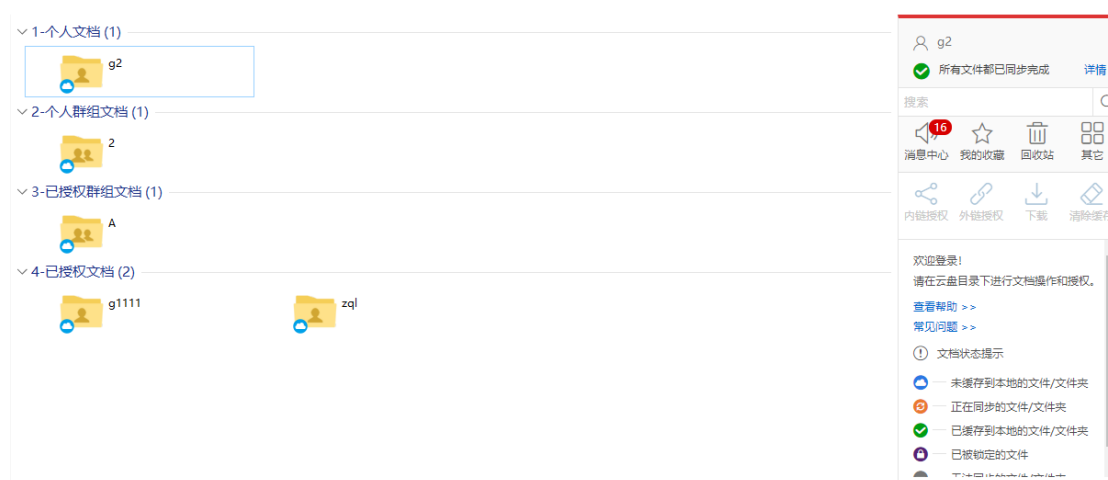 1-个人文档 (1)
g2
2-个人群组文档 (1)
2
3-已授权群组文档 (1)
A
4-已授权文档 (2)
g1111
zql
g2
所有文件都已同步完成 详情
搜索
16
消息中心 我的收藏 回收站 其它
内链授权 外链授权 下载 清除缓存
欢迎登录!
请在云盘目录下进行文档操作和授权。
查看帮助 >>
常见问题 >>
文档状态提示
未缓存到本地的文件/文件夹
正在同步的文件/文件夹
已缓存到本地的文件/文件夹
已被锁定的文件